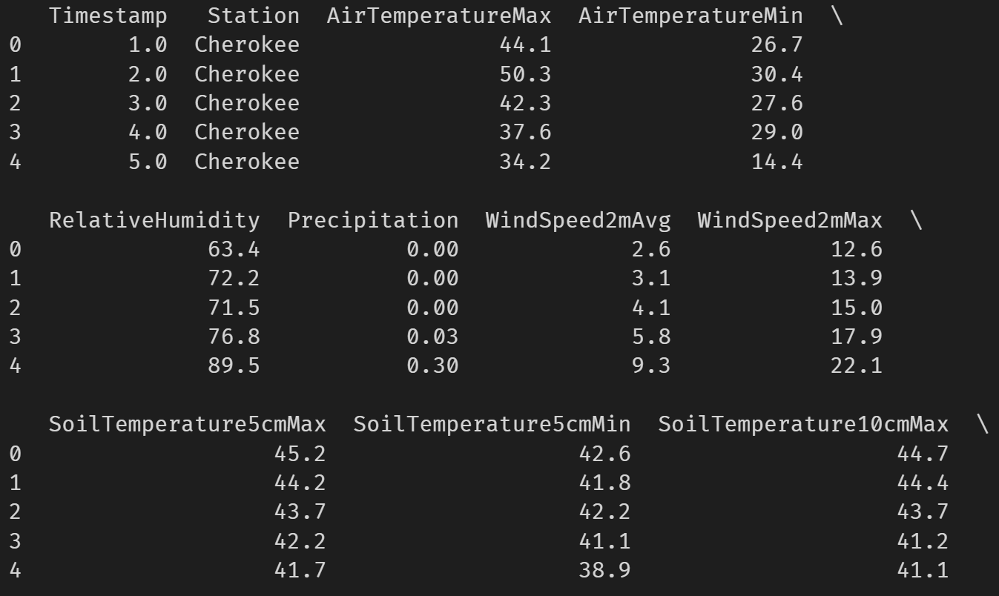 Timestamp   Station  AirTemperatureMax  AirTemperatureMin  \
0        1.0  Cherokee               44.1               26.7
1        2.0  Cherokee               50.3               30.4
2        3.0  Cherokee               42.3               27.6
3        4.0  Cherokee               37.6               29.0
4        5.0  Cherokee               34.2               14.4

   RelativeHumidity  Precipitation  WindSpeed2mAvg  WindSpeed2mMax  \
0              63.4           0.00             2.6            12.6
1              72.2           0.00             3.1            13.9
2              71.5           0.00             4.1            15.0
3              76.8           0.03             5.8            17.9
4              89.5           0.30             9.3            22.1

   SoilTemperature5cmMax  SoilTemperature5cmMin  SoilTemperature10cmMax  \
0                   45.2                   42.6                    44.7
1                   44.2                   41.8                    44.4
2                   43.7                   42.2                    43.7
3                   42.2                   41.1                    41.2
4                   41.7                   38.9                    41.1